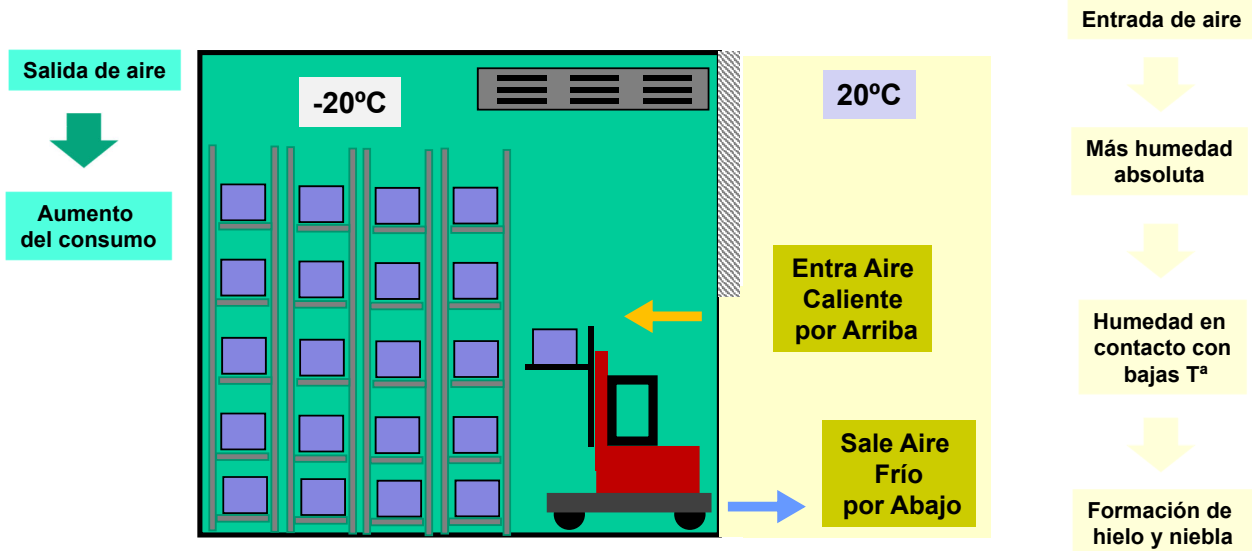 Salida de aire
Aumento
del consumo
-20ºC
20ºC
Entra Aire
Caliente
por Arriba
Sale Aire
Frío
por Abajo
Entrada de aire
Más humedad
absoluta
Humedad en
contacto con
bajas Tª
Formación de
hielo y niebla